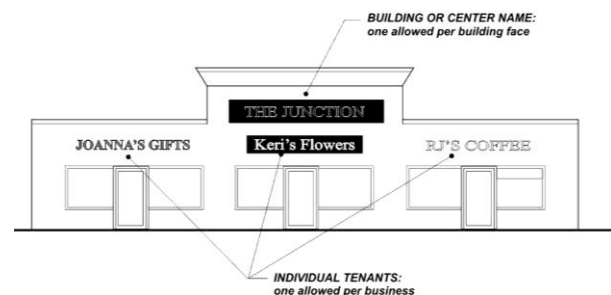 BUILDING OR CENTER NAME:
one allowed per building face
THE JUNCTION
JOANNA'S GIFTS
Keri's Flowers
RJ'S COFFEE
INDIVIDUAL TENANTS:
one allowed per business